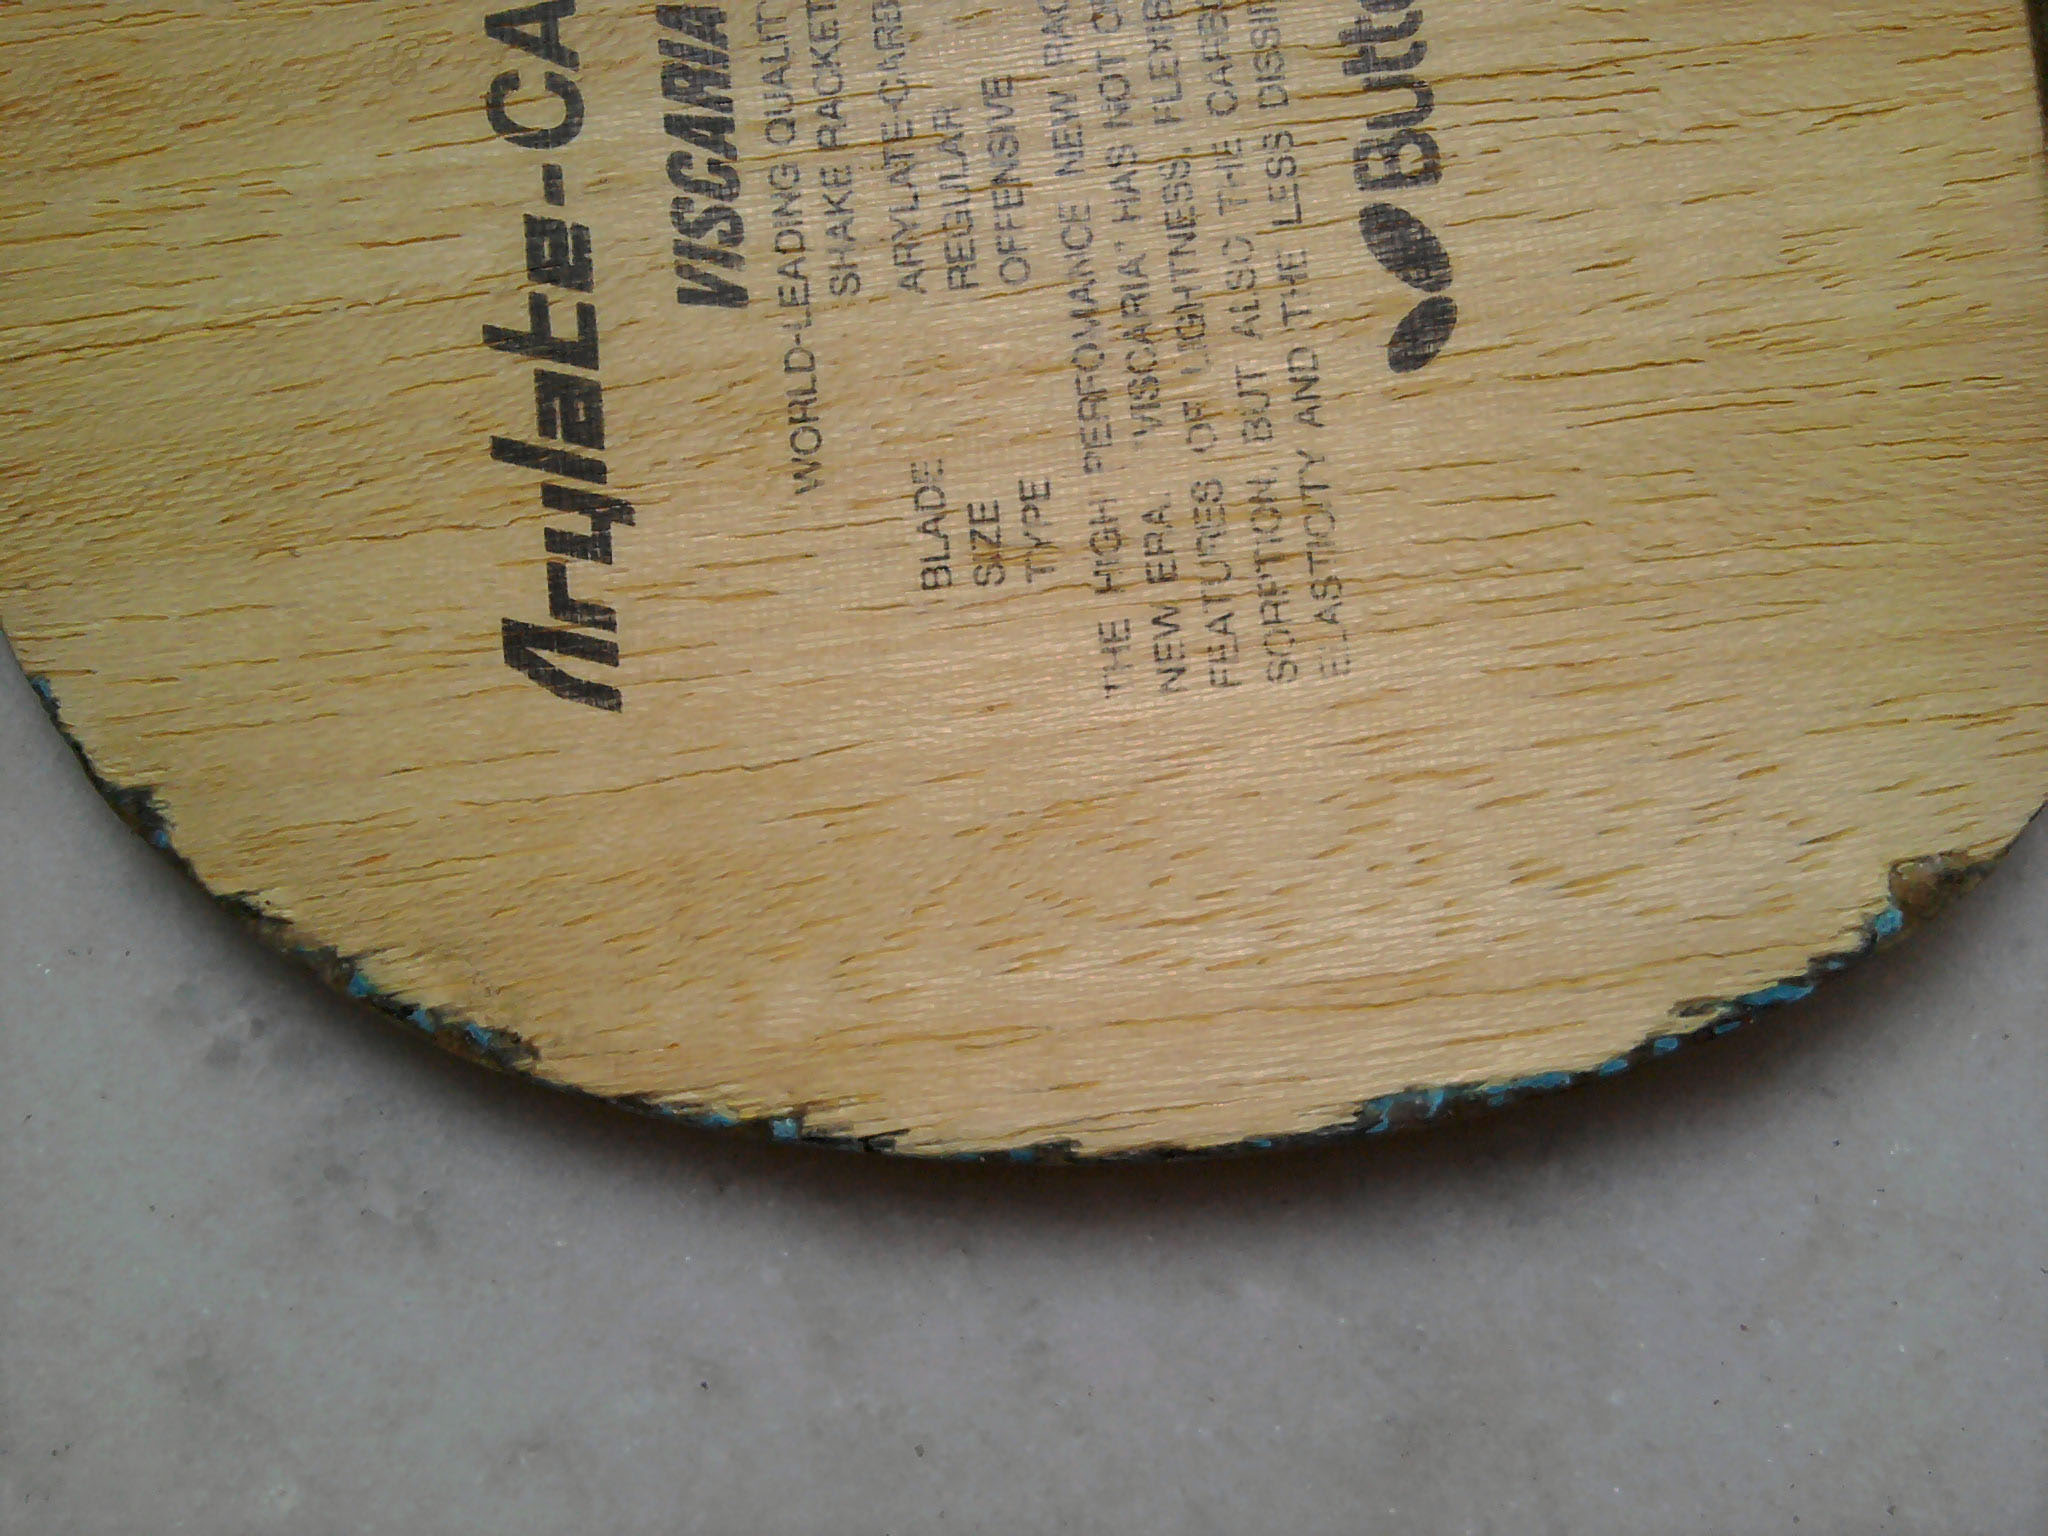 Arylate-CA
VISCARIA
WORLD-LEADING QUALITY
SHAKE RACKET
BLADE ARYLATE-CARB
SIZE REGULAR
TYPE OFFENSIVE
THE HIGH PERFOMANCE NEW RAC
NEW ERA. "VISCARIA" HAS NOT
FEATURES OF LIGHTNESS, FLEXIB
SORPTION, BUT ALSO THE CARB
ELASTICITY AND THE LESS DISSI
Butte